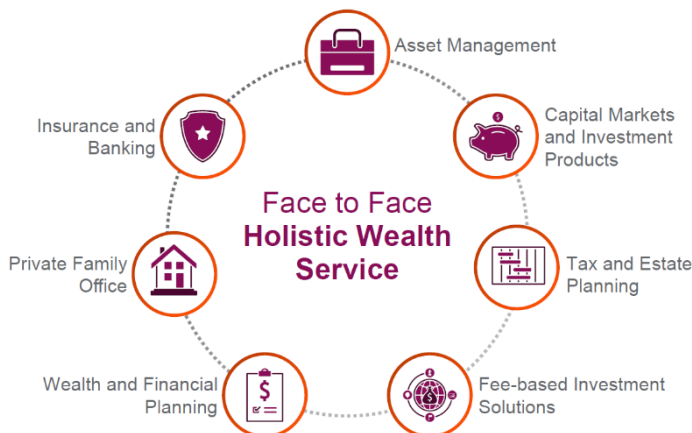 Asset Management
Capital Markets
and Investment
Products
Tax and Estate
Planning
Fee-based Investment
Solutions
Wealth and Financial
Planning
Private Family
Office
Insurance and
Banking
Face to Face
Holistic Wealth
Service
$
$